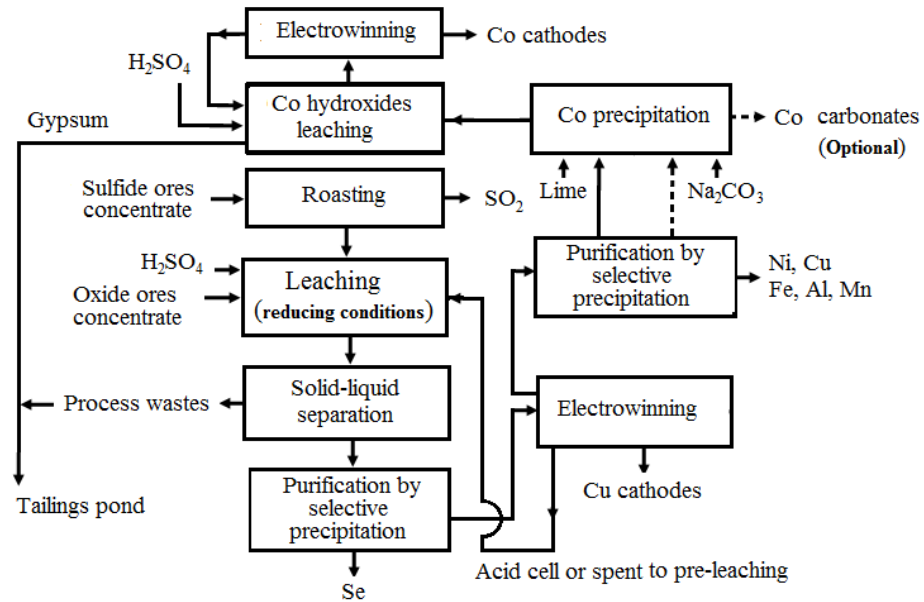 Electrowinning
Co cathodes
H₂SO₄
Co hydroxides
leaching
Co precipitation
Co carbonates
(Optional)
Gypsum
Lime
Na₂CO₃
Sulfide ores
concentrate
Roasting
SO₂
H₂SO₄
Oxide ores
concentrate
Leaching
(reducing conditions)
Purification by
selective
precipitation
Ni, Cu
Fe, Al, Mn
Process wastes
Solid-liquid
separation
Electrowinning
Tailings pond
Purification by
selective
precipitation
Cu cathodes
Acid cell or spent to pre-leaching
Se